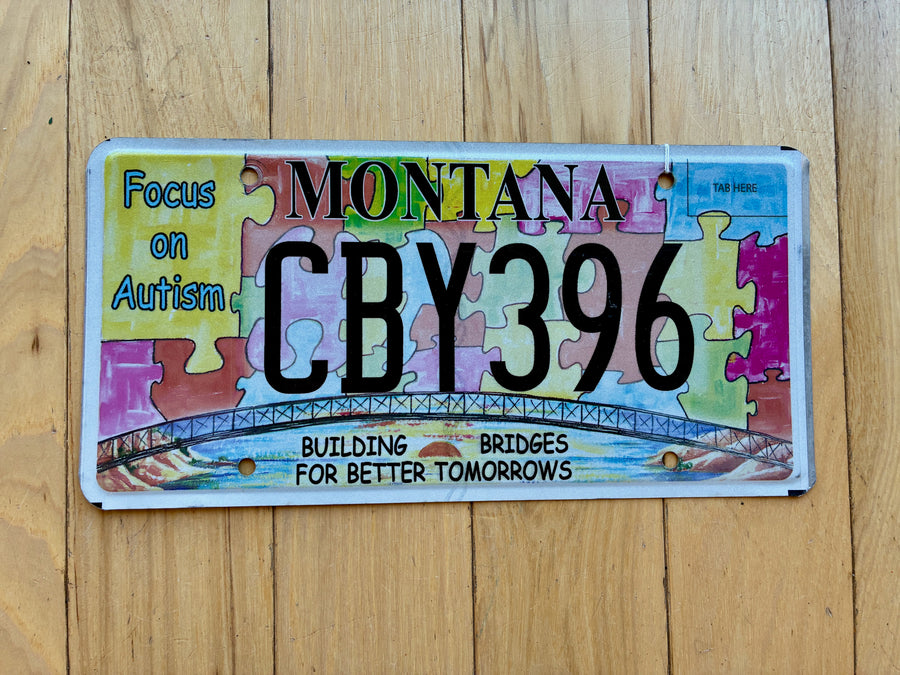 Focus
on
Autism
MONTANA
TAB HERE
CBY396
BUILDING BRIDGES
FOR BETTER TOMORROWS